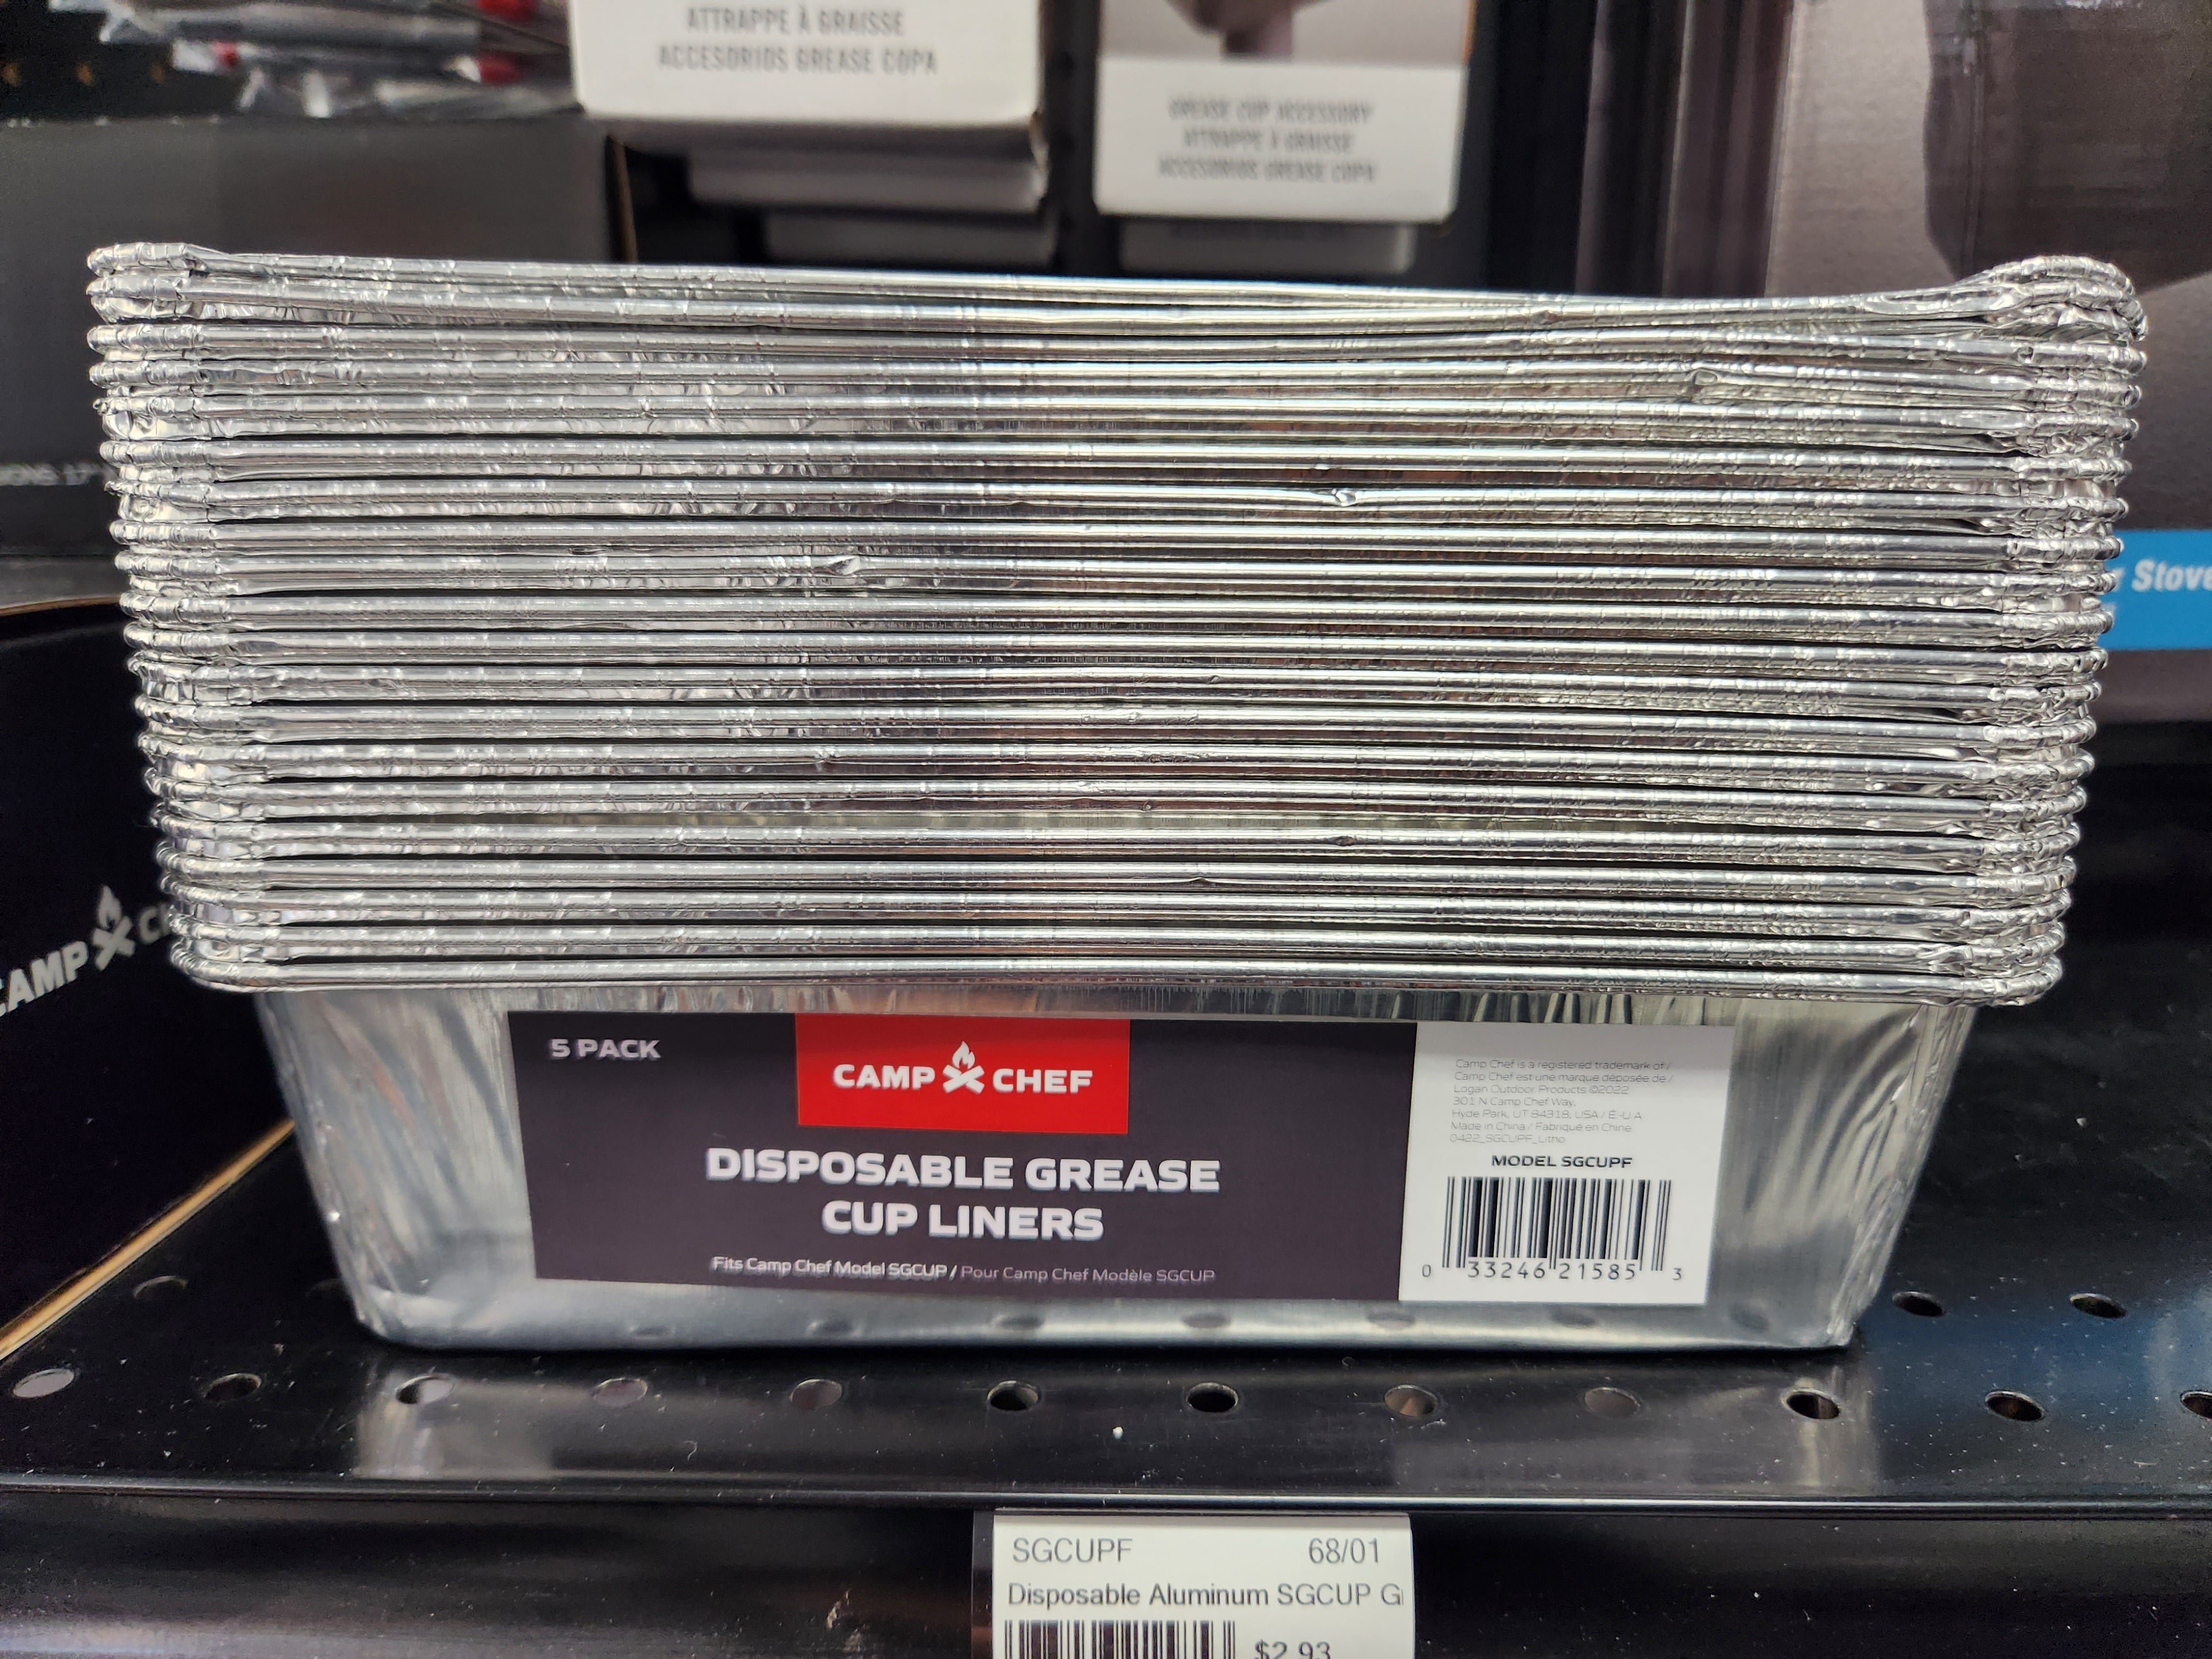 ATTRAPPE À GRAISSE
ACCESORIOS GREASE COPA
GREASE CUP ACCESSORY
ATTRAPPE À GRAISSE
ACCESORIOS GREASE COPA
Stove
CAMP
5 PACK
CAMP CHEF
DISPOSABLE GREASE
CUP LINERS
Fits Camp Chef Model SGCUP / Pour Camp Chef Modèle SGCUP
Camp Chef is a registered trademark of /
Camp Chef est une marque déposée de /
Logan Outdoor Products ©2022
301 N Camp Chef Way,
Hyde Park, UT 84318, USA / É.-U.A
Made in China / Fabriqué en Chine
0422_SGCUPF_Litho
MODEL SGCUPF
0 33246 21585 3
SGCUPF 68/01
Disposable Aluminum SGCUP G
$2.93